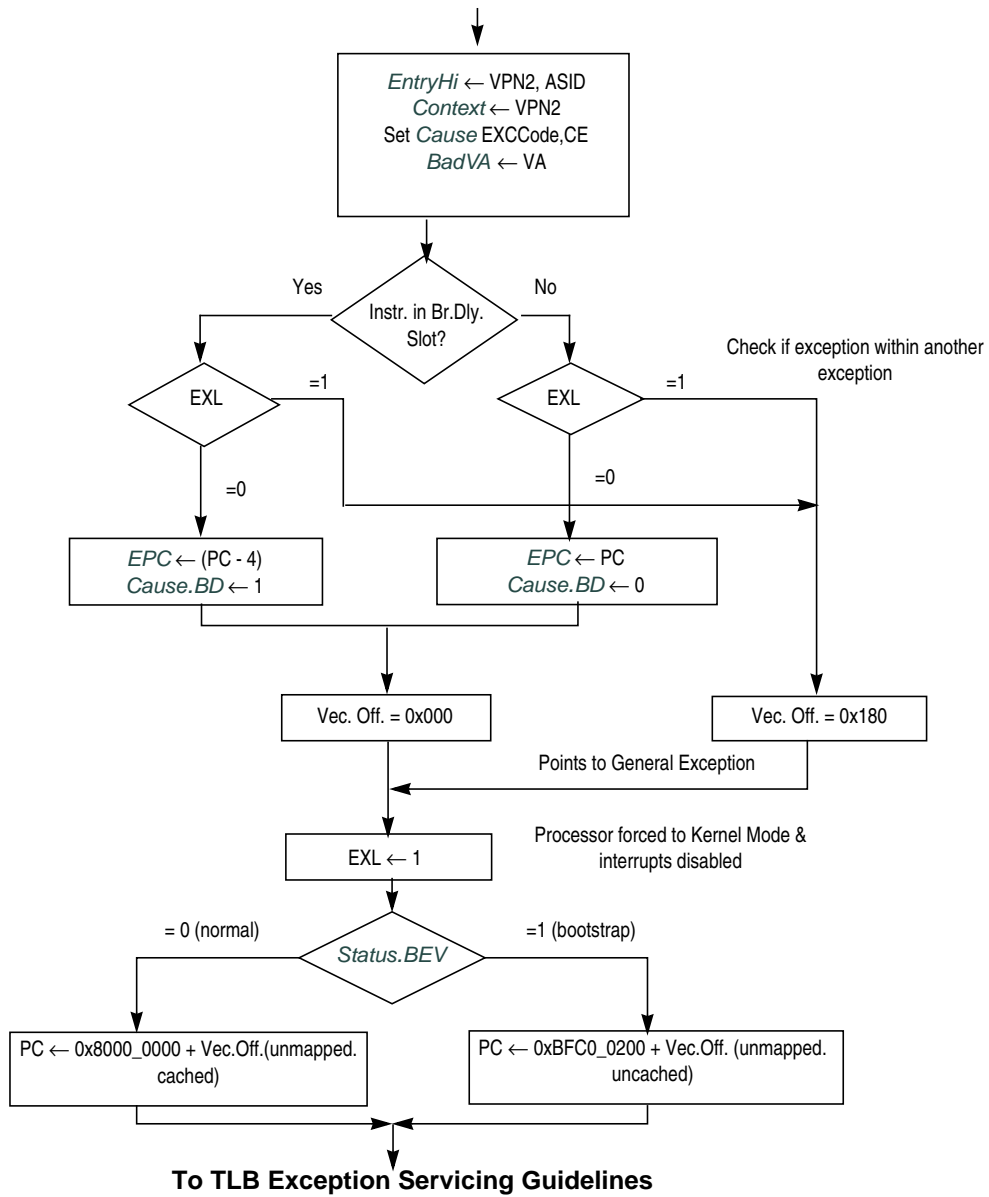 EntryHi ← VPN2, ASID
Context ← VPN2
Set Cause EXCCode,CE
BadVA ← VA
Yes
No
Instr. in Br.Dly.
Slot?
Check if exception within another
exception
EXL
=1
EXL
=1
=0
=0
EPC ← (PC - 4)
Cause.BD ← 1
EPC ← PC
Cause.BD ← 0
Vec. Off. = 0x000
Vec. Off. = 0x180
Points to General Exception
EXL ← 1
Processor forced to Kernel Mode &
interrupts disabled
= 0 (normal)
=1 (bootstrap)
Status.BEV
PC ← 0x8000_0000 + Vec.Off.(unmapped.
cached)
PC ← 0xBFC0_0200 + Vec.Off. (unmapped.
uncached)
To TLB Exception Servicing Guidelines